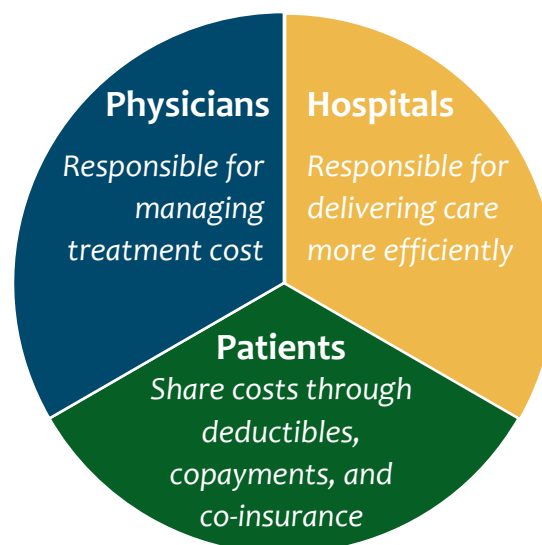 Physicians
Responsible for
managing
treatment cost
Hospitals
Responsible for
delivering care
more efficiently
Patients
Share costs through
deductibles,
copayments, and
co-insurance